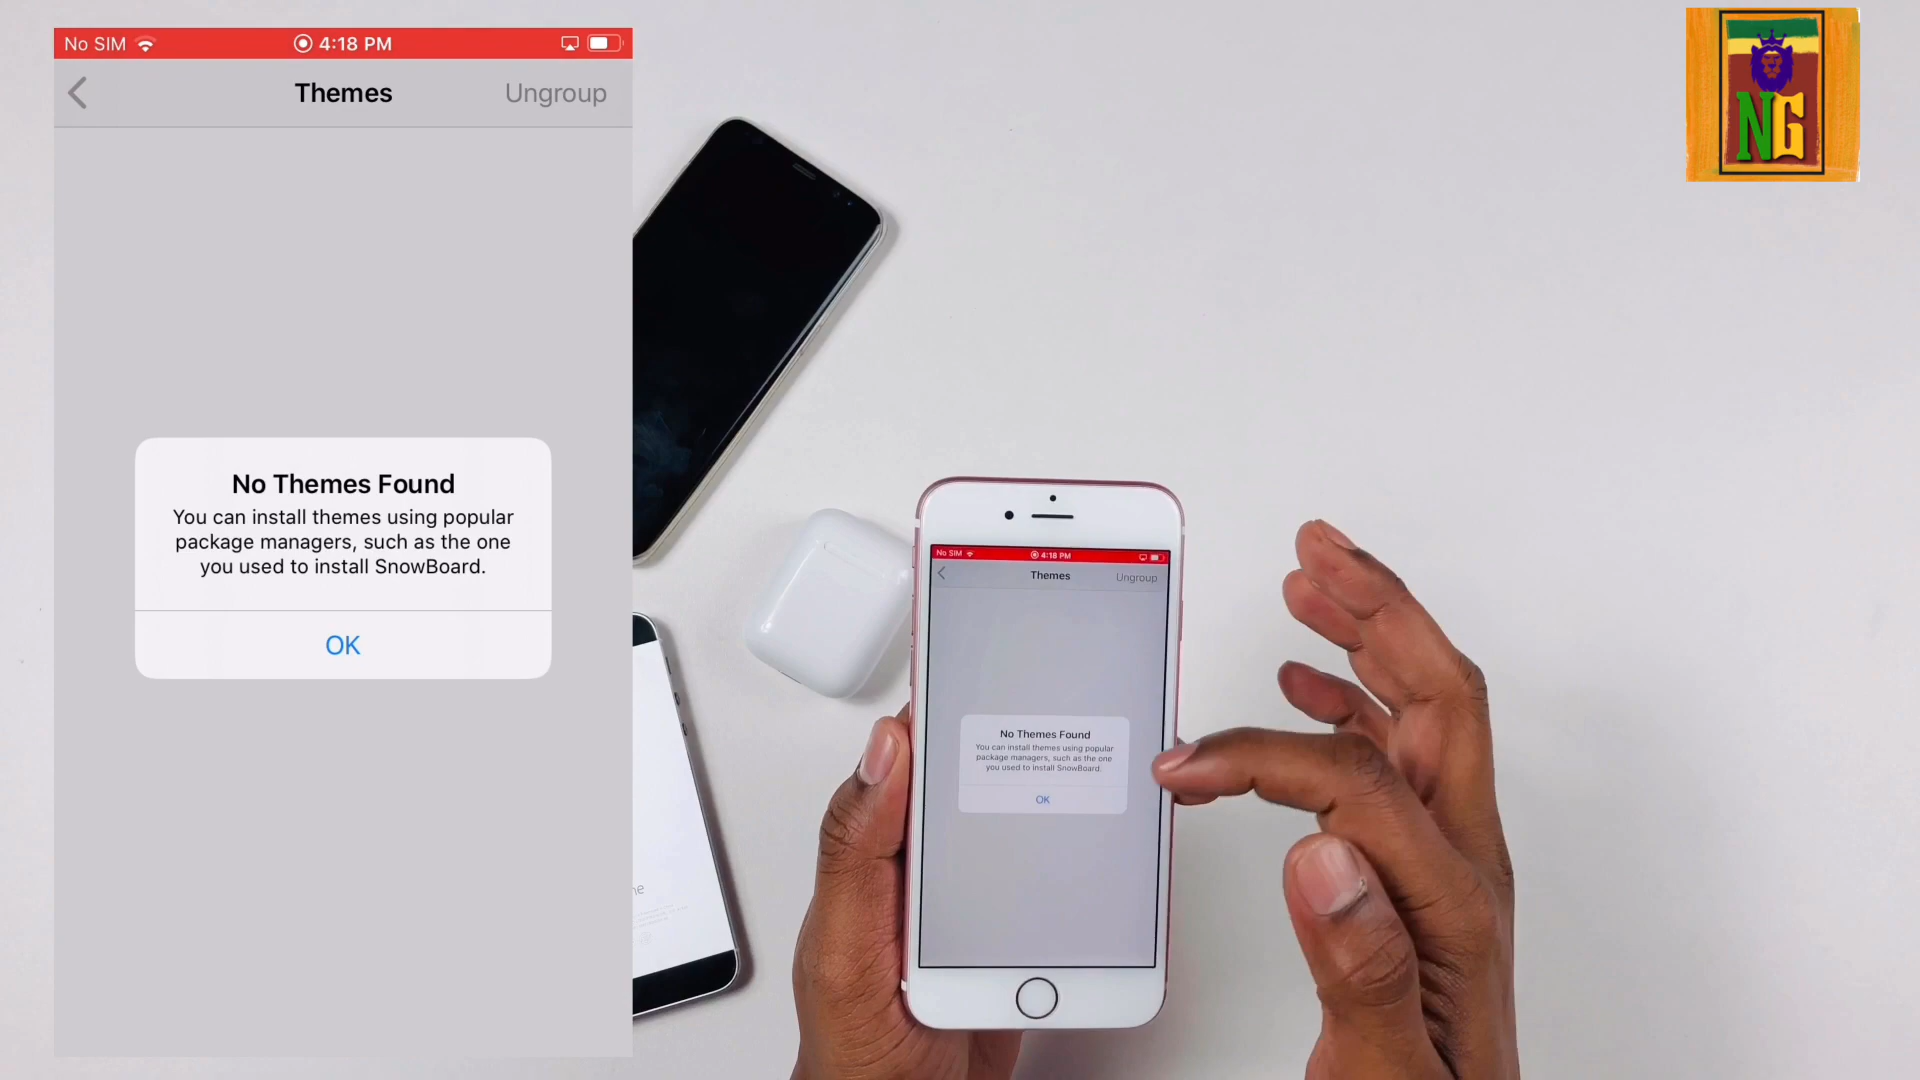 No SIM
4:18 PM
Themes
Ungroup
No Themes Found
You can install themes using popular
package managers, such as the one
you used to install SnowBoard.
OK
NG
No SIM
4:18 PM
Themes
Ungroup
No Themes Found
You can install themes using popular
package managers, such as the one
you used to install SnowBoard.
OK